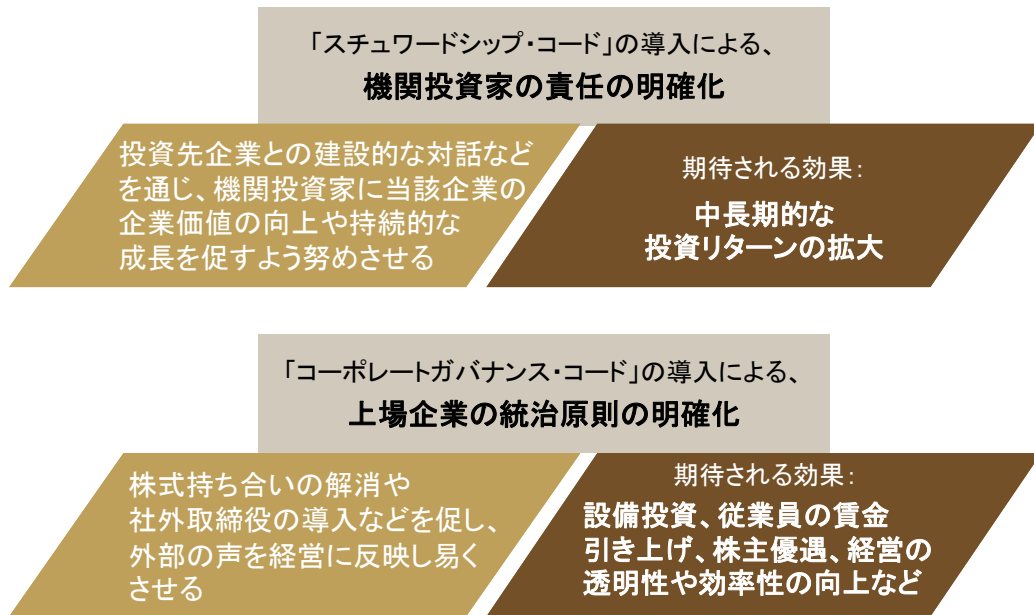 「スチュワードシップ・コード」の導入による、
機関投資家の責任の明確化
投資先企業との建設的な対話など
を通じ、機関投資家に当該企業の
企業価値の向上や持続的な
成長を促すよう努めさせる
期待される効果：
中長期的な
投資リターンの拡大
「コーポレートガバナンス・コード」の導入による、
上場企業の統治原則の明確化
株式持ち合いの解消や
社外取締役の導入などを促し、
外部の声を経営に反映し易く
させる
期待される効果：
設備投資、従業員の賃金
引き上げ、株主優遇、経営の
透明性や効率性の向上など